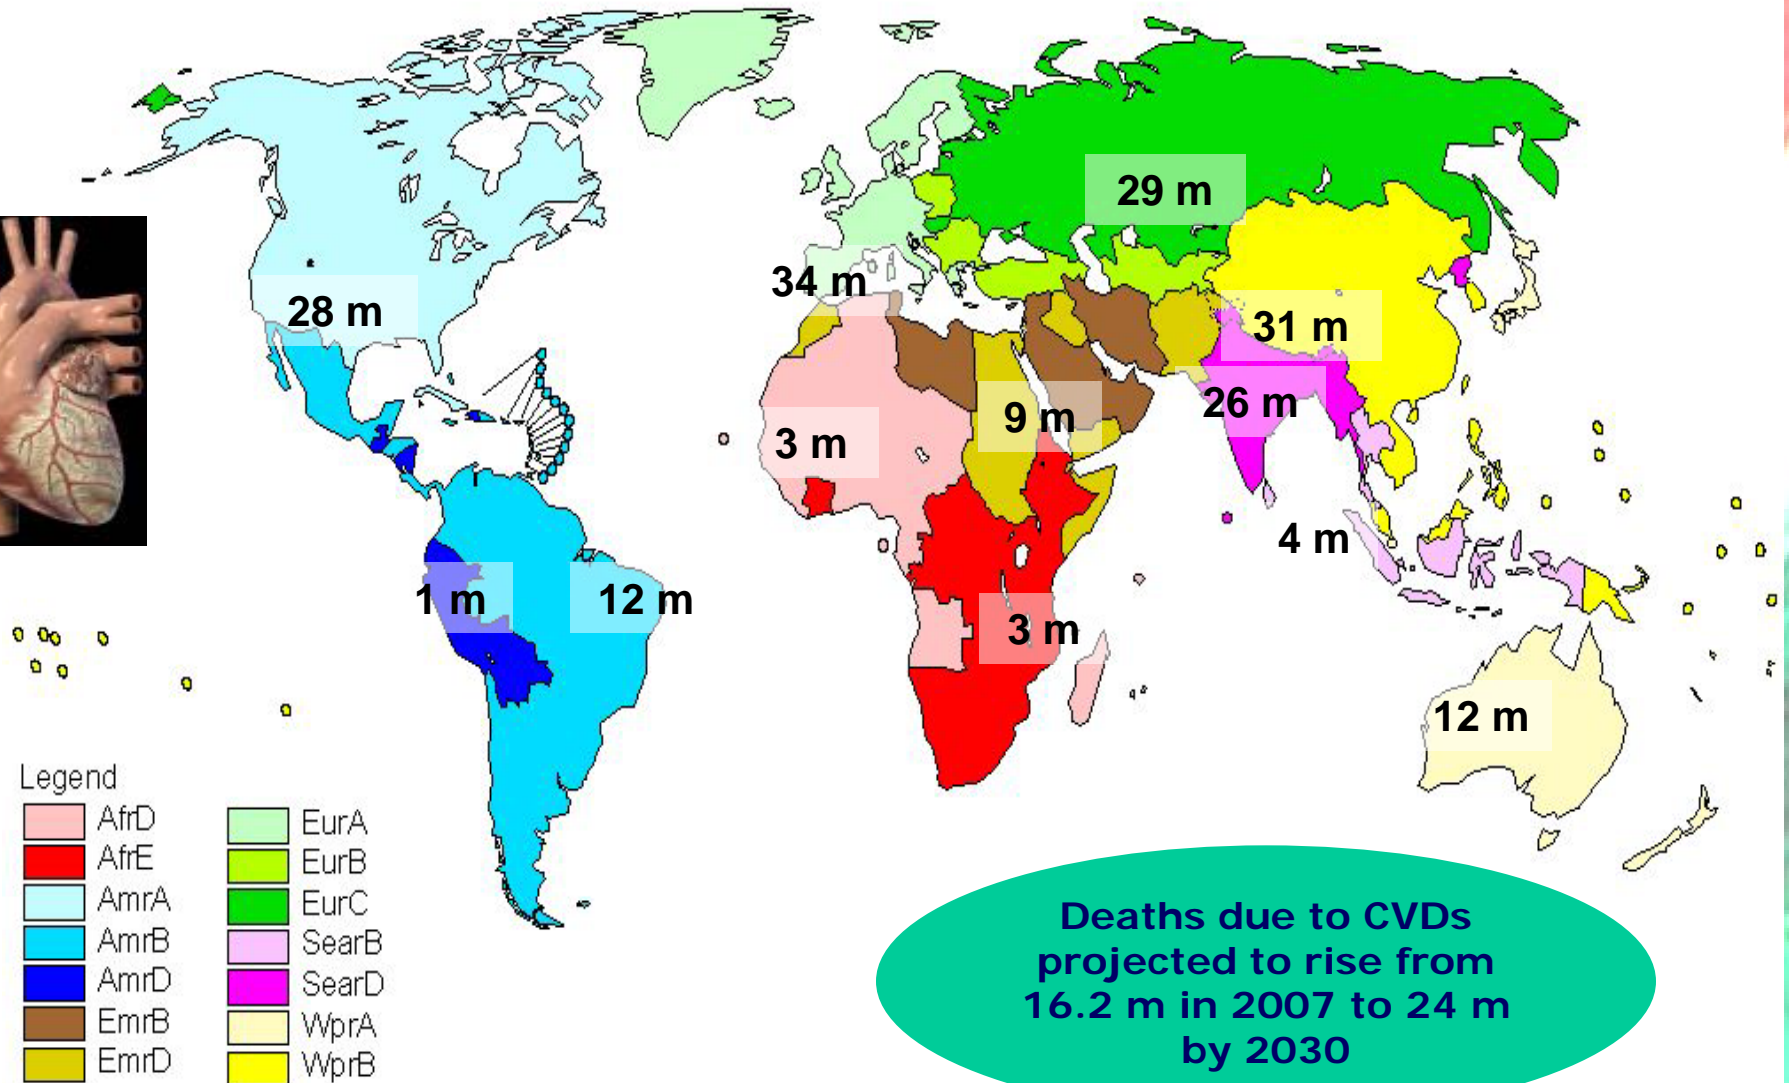 29 m
34 m
28 m
31 m
26 m
9 m
3 m
4 m
1 m
12 m
3 m
12 m
Legend
AfrD
AfrE
AmrA
AmrB
AmrD
EmrB
EmrD
EurA
EurB
EurC
SearB
SearD
WprA
WprB
Deaths due to CVDs
projected to rise from
16.2 m in 2007 to 24 m
by 2030